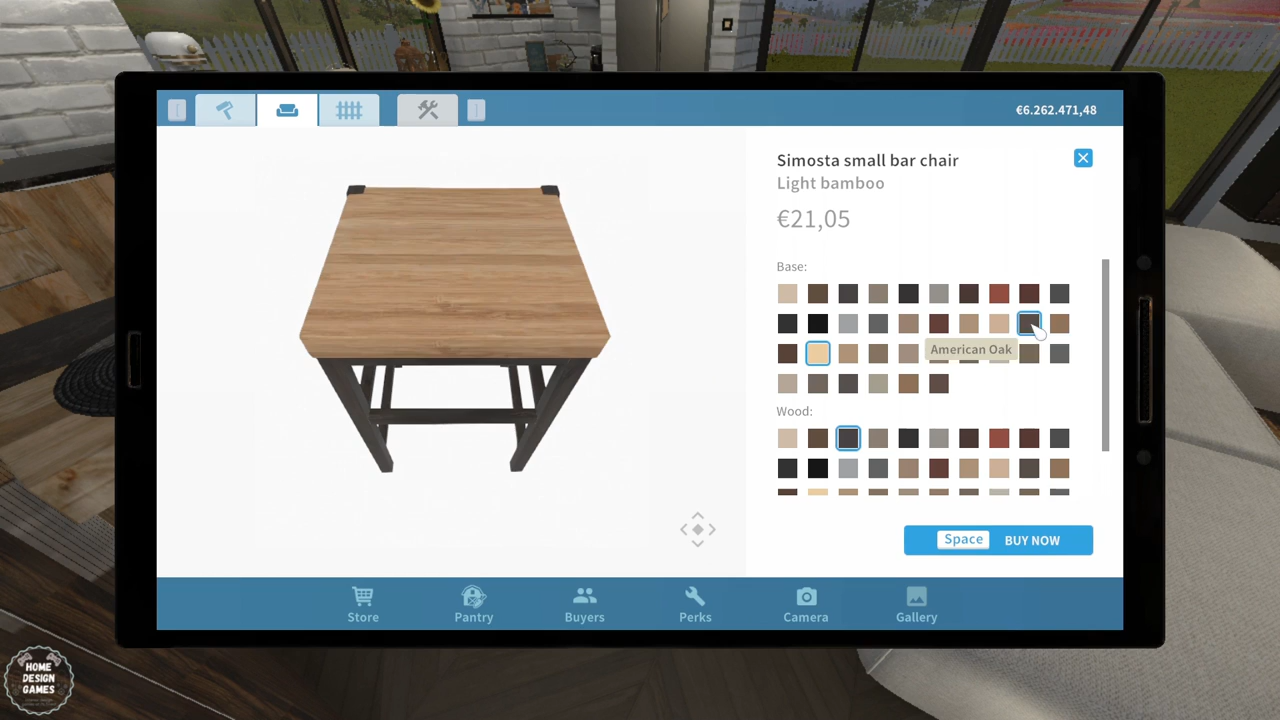 €6.262.471,48
Simosta small bar chair
Light bamboo
€21,05
Base:
American Oak
Wood:
Space BUY NOW
Store
Pantry
Buyers
Perks
Camera
Gallery
HOME
DESIGN
GAMES